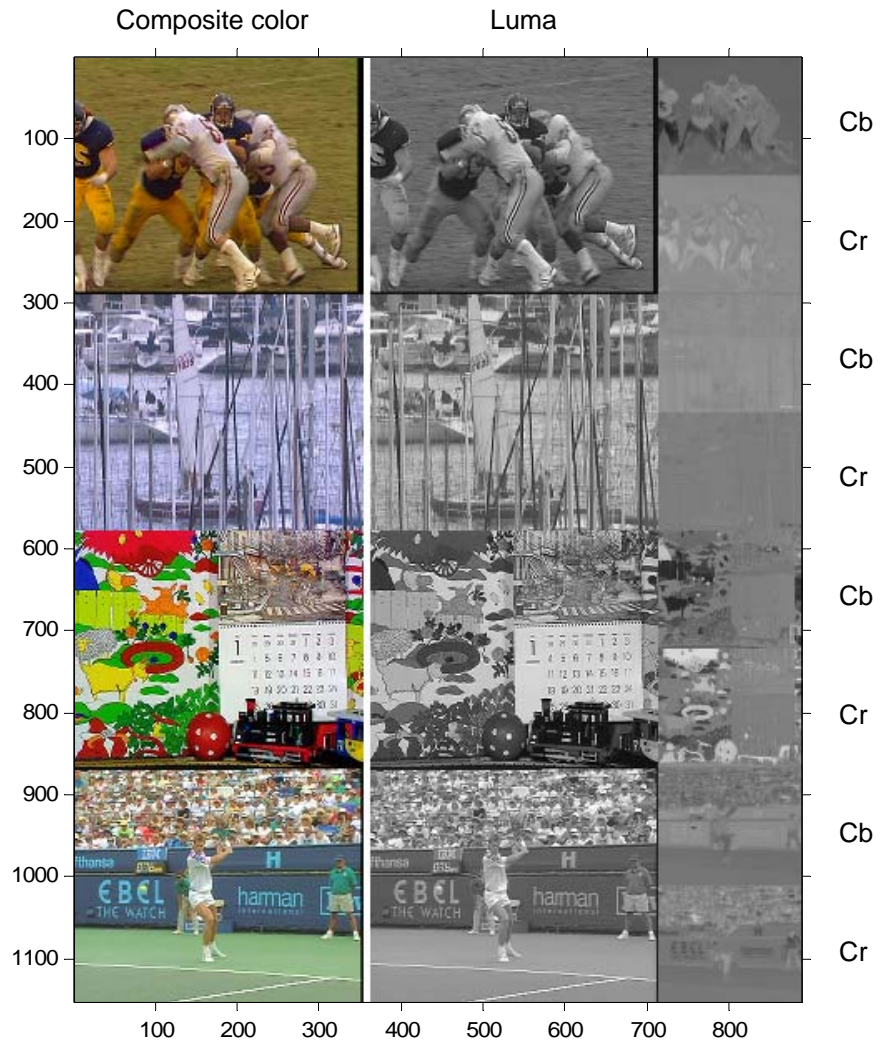 Composite color Luma
Cb
100
200
Cr
300
Cb
400
500
Cr
600
Cb
700
800
Cr
900
Cb
1000
1100
Cr
100 200 300 400 500 600 700 800
1
1
H
H
EBEL
THE WATCH
harman
international
EBEL
THE WATCH
harman
international